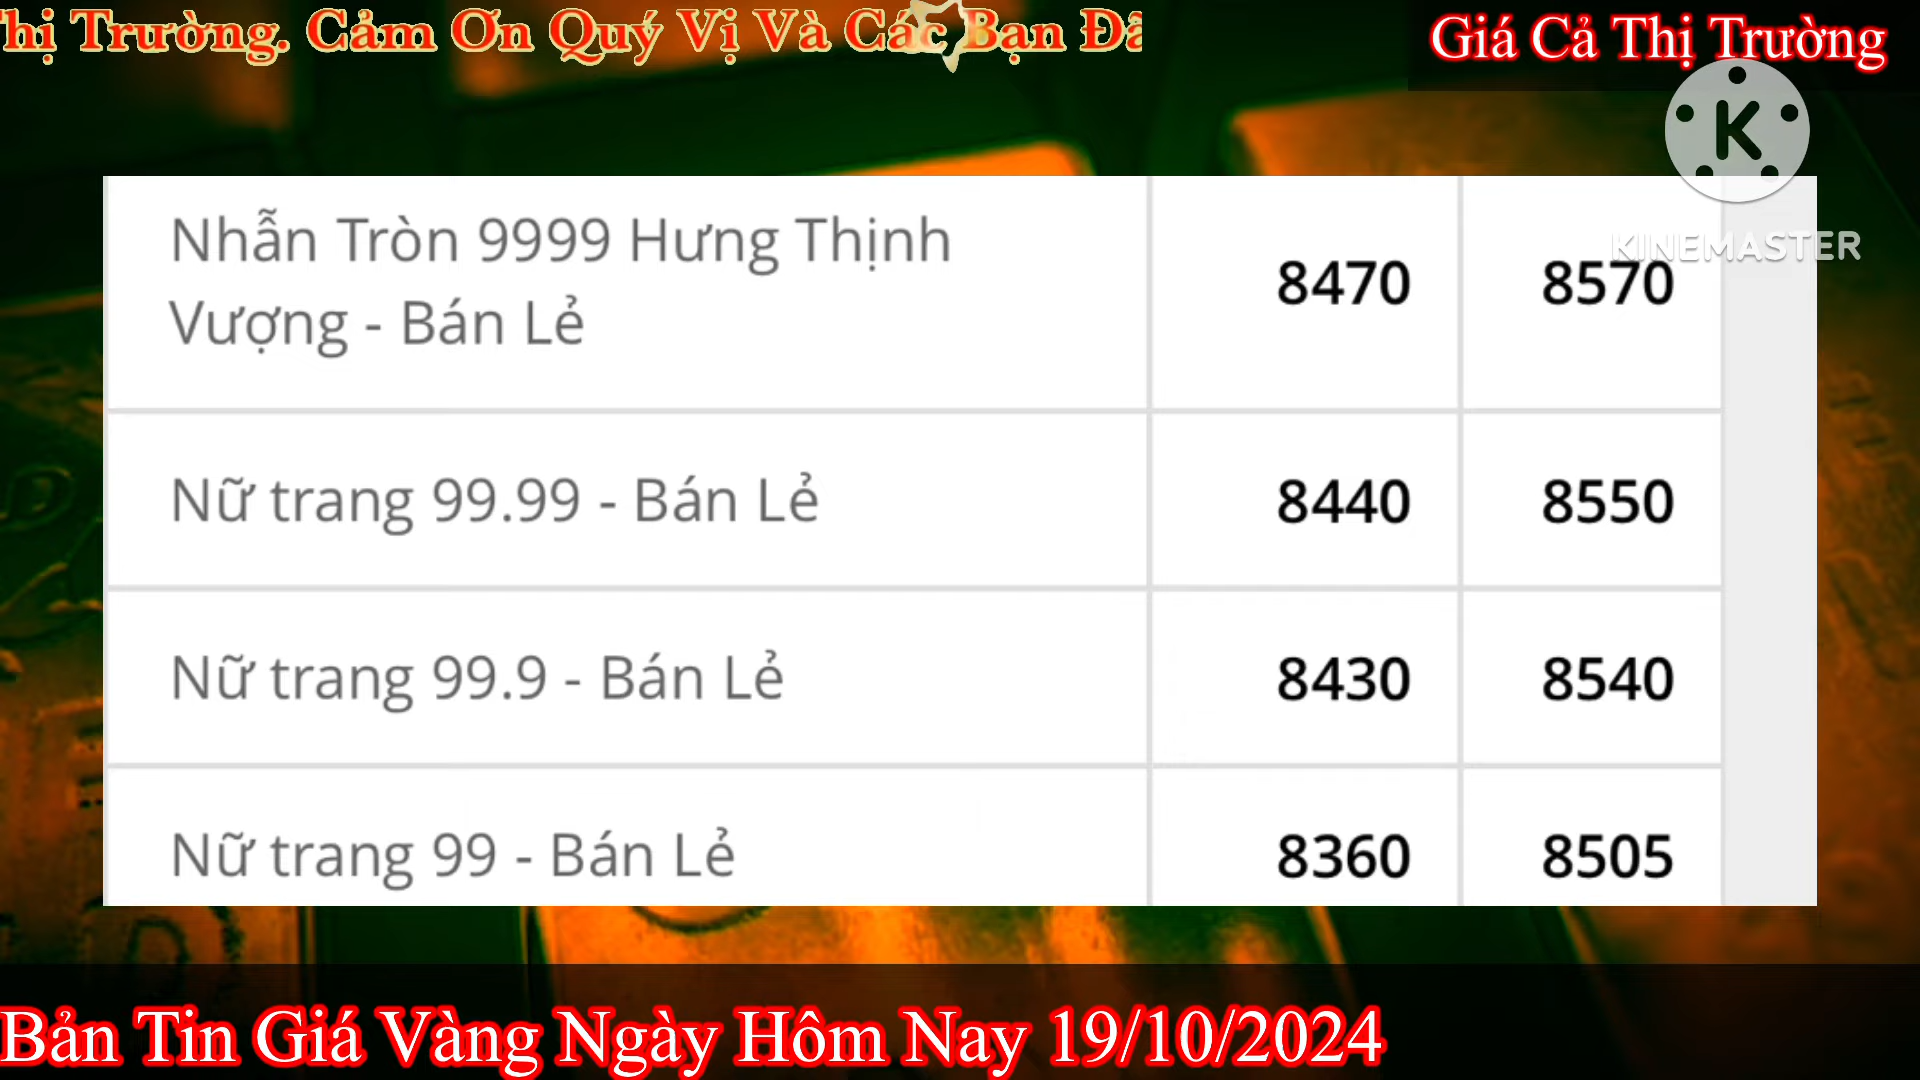 Trường. Cảm Ơn Quý Vị Và Các Bạn
Giá Cả Thị Trường
K
KINEMASTER
Nhẫn Tròn 9999 Hưng Thịnh
Vượng - Bán Lẻ
8470 8570
Nữ trang 99.99 - Bán Lẻ 8440 8550
Nữ trang 99.9 - Bán Lẻ 8430 8540
Nữ trang 99 - Bán Lẻ 8360 8505
Bản Tin Giá Vàng Ngày Hôm Nay 19/10/2024